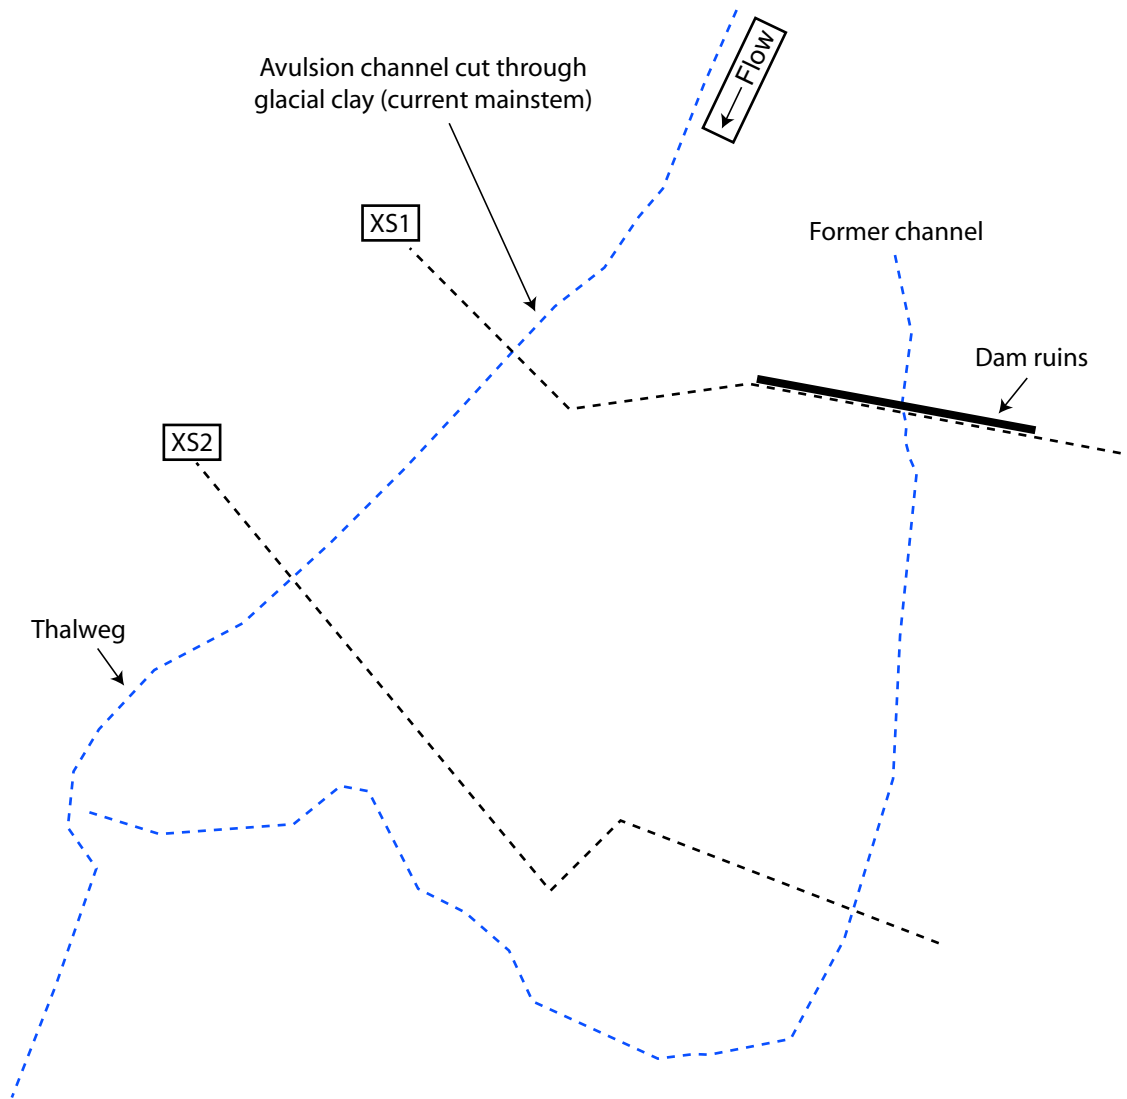 Flow
Avulsion channel cut through
glacial clay (current mainstem)
XS1
Former channel
Dam ruins
XS2
Thalweg